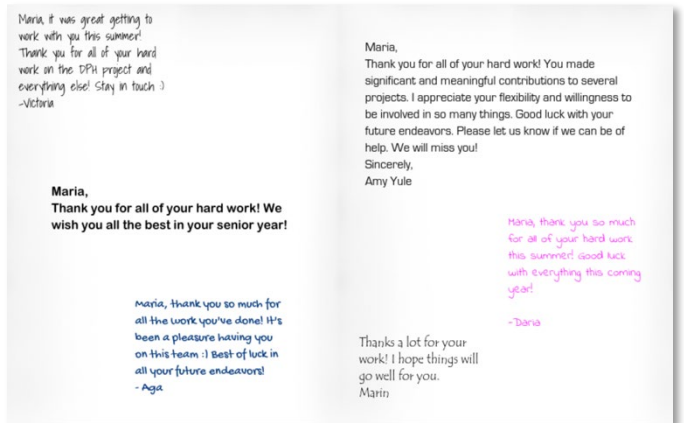 Maria, it was great getting to
work with you this summer!
Thank you for all of your hard
work on the DPH project and
everything else! Stay in touch :)
-Victoria
Maria,
Thank you for all of your hard work! We
wish you all the best in your senior year!
Maria, thank you so much for
all the work you've done! It's
been a pleasure having you
on this team :) Best of luck in
all your future endeavors!
- Aga
Maria,
Thank you for all of your hard work! You made
significant and meaningful contributions to several
projects. I appreciate your flexibility and willingness to
be involved in so many things. Good luck with your
future endeavors. Please let us know if we can be of
help. We will miss you!
Sincerely,
Amy Yule
Maria, thank you so much
for all of your hard work
this summer! Good luck
with everything this coming
year!
-Daria
Thanks a lot for your
work! I hope things will
go well for you.
Marin